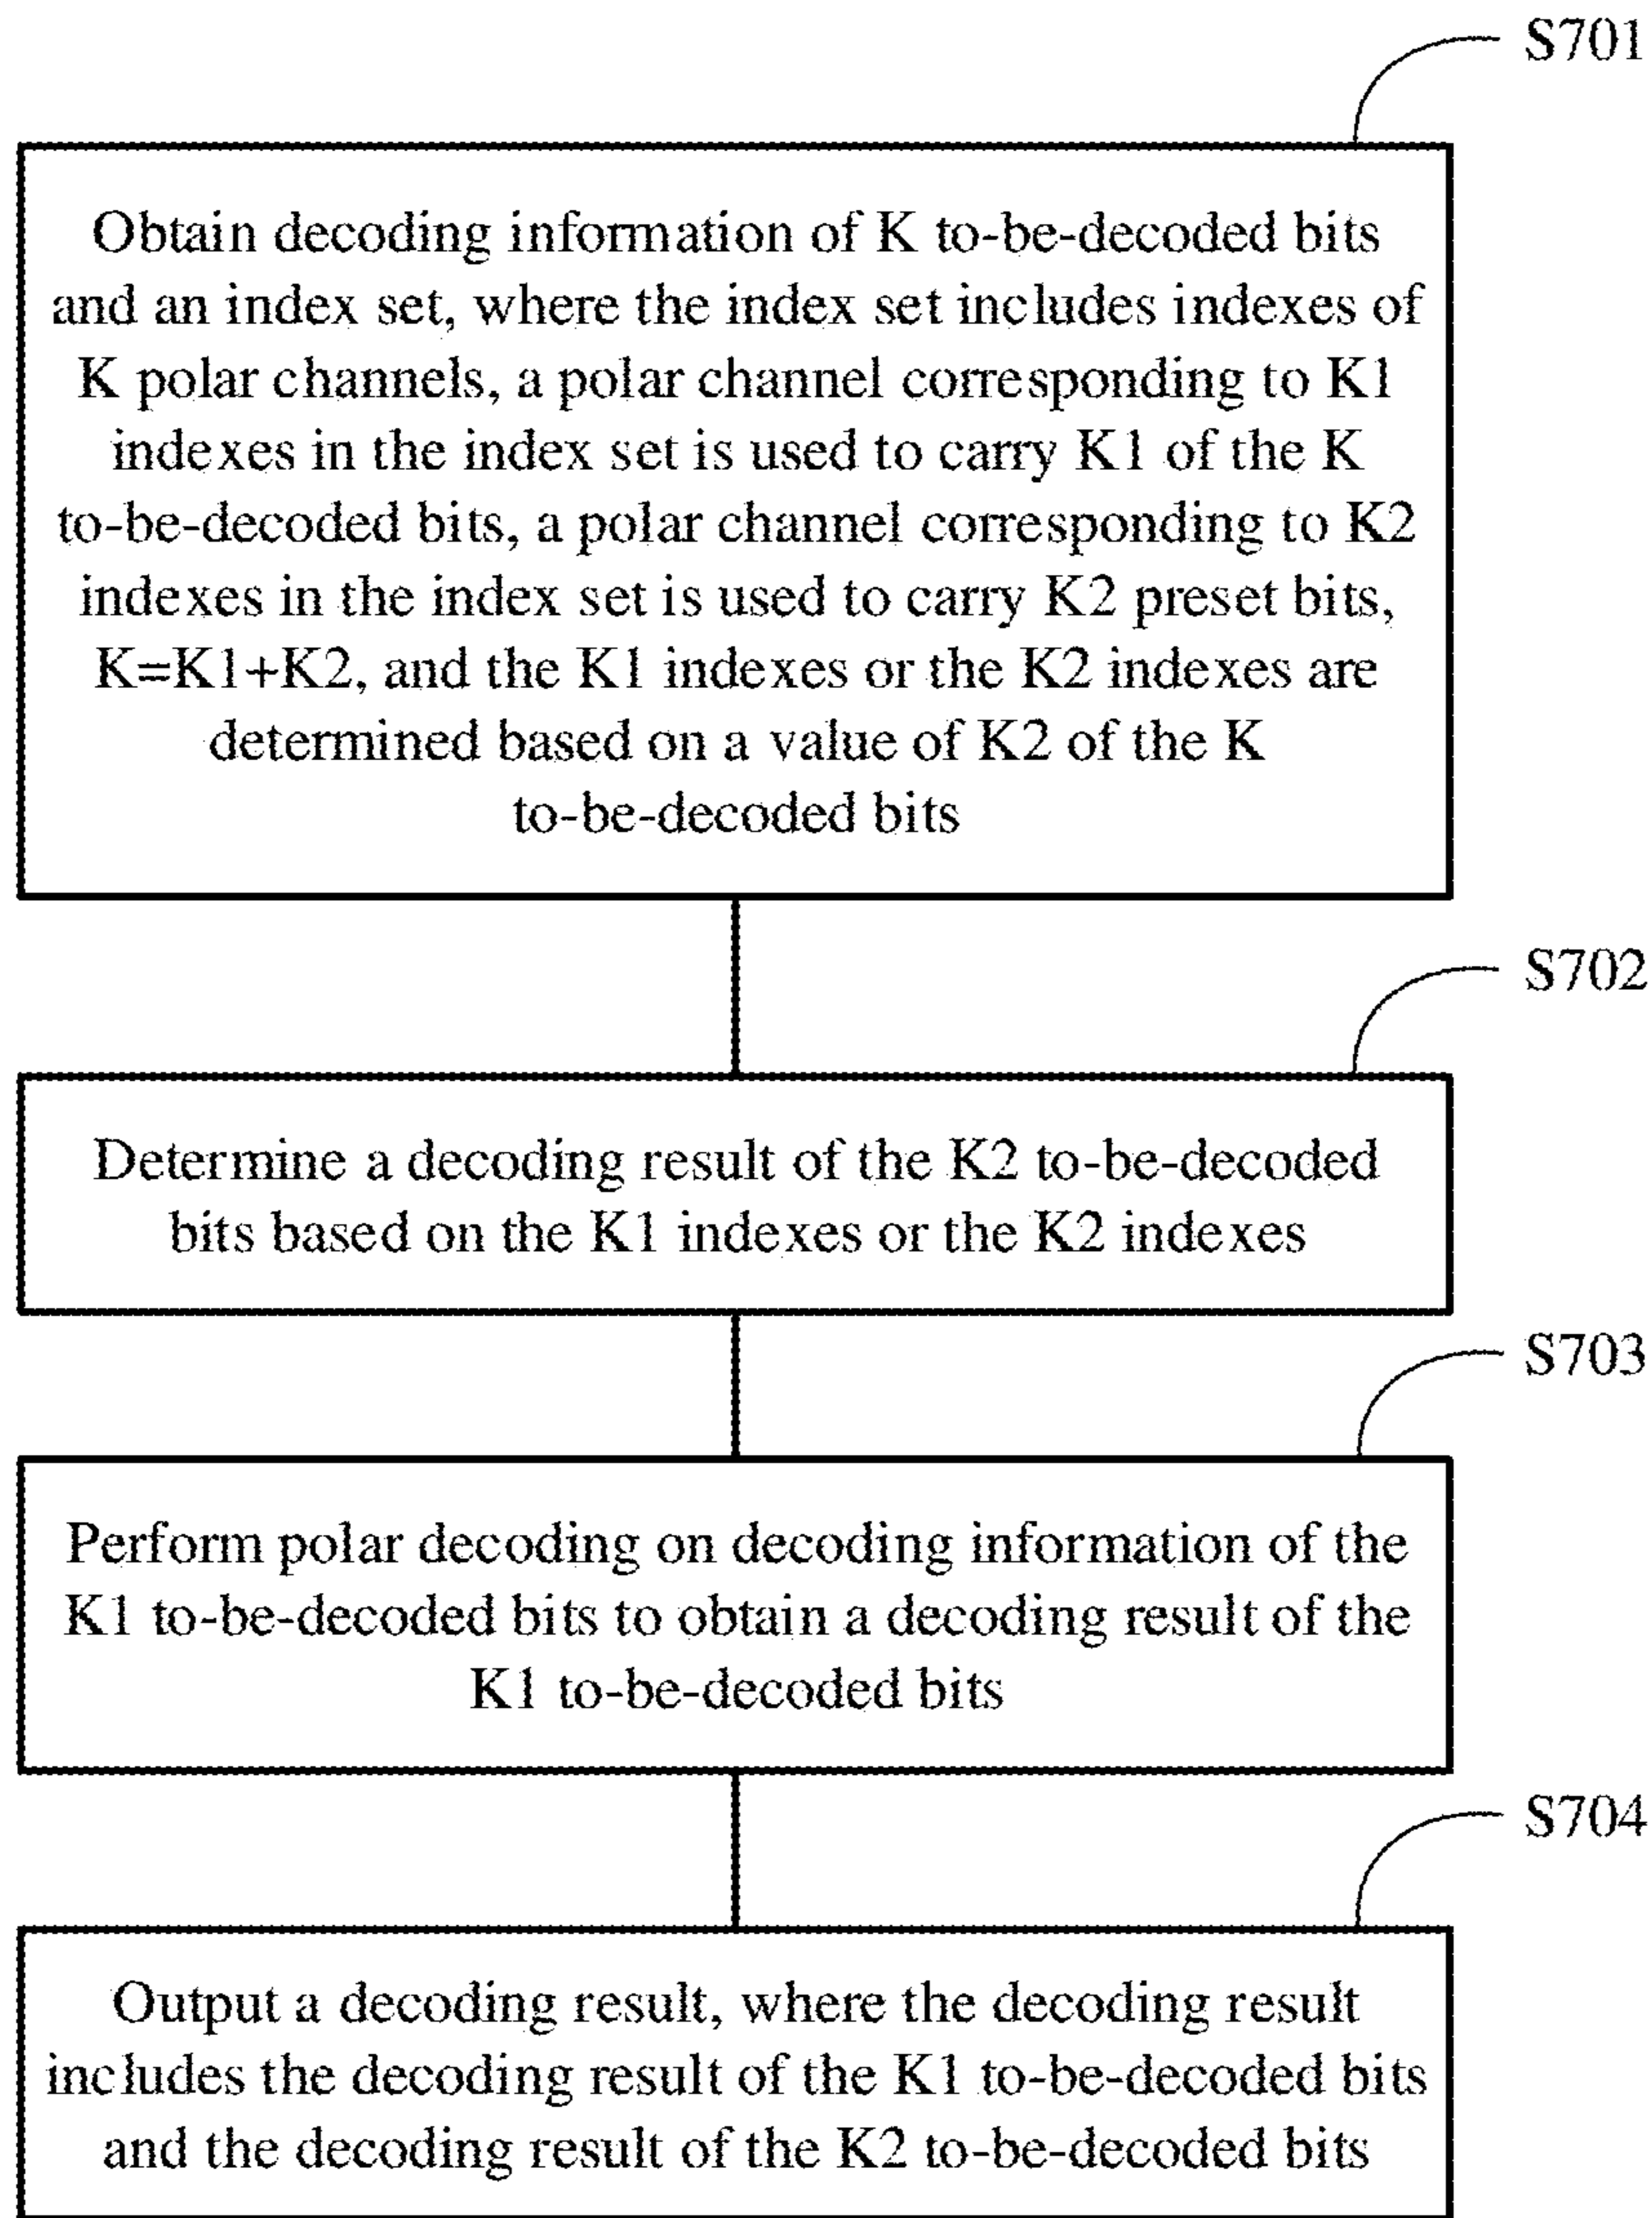 S701
Obtain decoding information of K to-be-decoded bits
and an index set, where the index set includes indexes of
K polar channels, a polar channel corresponding to K1
indexes in the index set is used to carry K1 of the K
to-be-decoded bits, a polar channel corresponding to K2
indexes in the index set is used to carry K2 preset bits,
K=K1+K2, and the K1 indexes or the K2 indexes are
determined based on a value of K2 of the K
to-be-decoded bits
S702
Determine a decoding result of the K2 to-be-decoded
bits based on the K1 indexes or the K2 indexes
S703
Perform polar decoding on decoding information of the
K1 to-be-decoded bits to obtain a decoding result of the
K1 to-be-decoded bits
S704
Output a decoding result, where the decoding result
includes the decoding result of the K1 to-be-decoded bits
and the decoding result of the K2 to-be-decoded bits